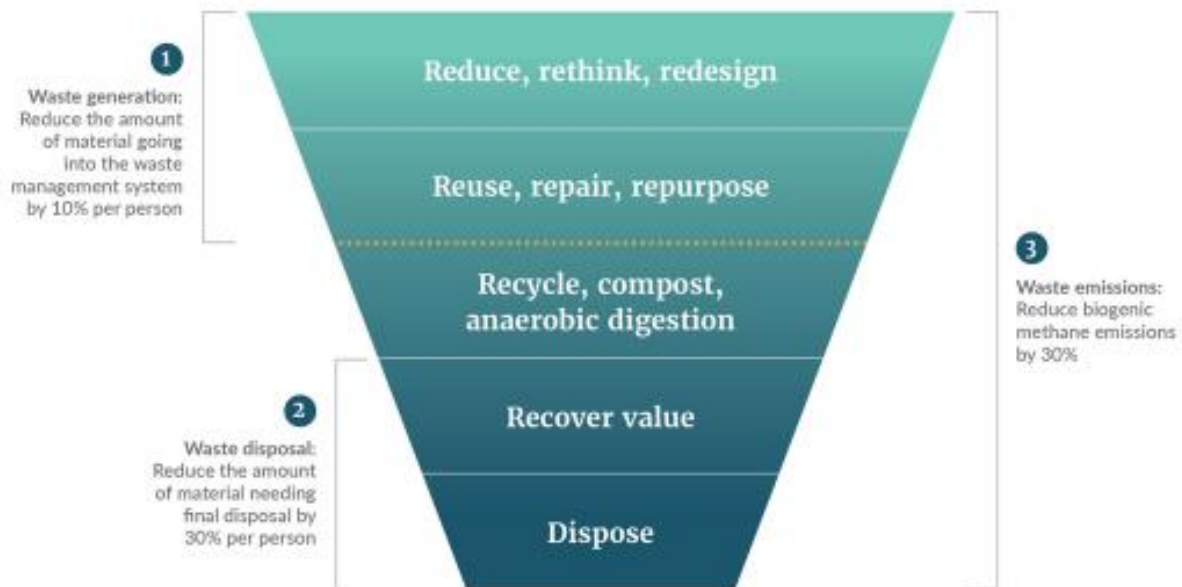 1
Waste generation:
Reduce the amount
of material going
into the waste
management system
by 10% per person
Reduce, rethink, redesign
Reuse, repair, repurpose
Recycle, compost,
anaerobic digestion
Recover value
Dispose
2
Waste disposal:
Reduce the amount
of material needing
final disposal by
30% per person
3
Waste emissions:
Reduce biogenic
methane emissions
by 30%